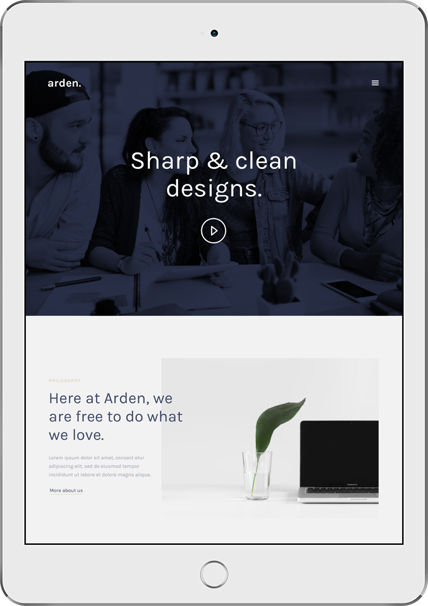 arden.
Sharp & clean
designs.
PHILOSOPHY
Here at Arden, we
are free to do what
we love.
Lorem ipsum dolor sit amet, consect etur
adipiscing elit, sed do eiusmod tempor
incididunt ut labore et dolore magna aliqua.
More about us